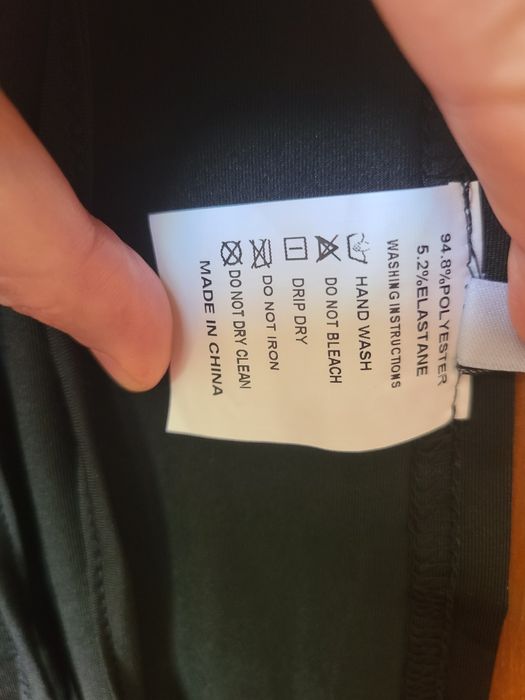 94.8%POLYESTER
5.2%ELASTANE
WASHING INSTRUCTIONS
HAND WASH
DO NOT BLEACH
DRIP DRY
DO NOT IRON
DO NOT DRY CLEAN
MADE IN CHINA